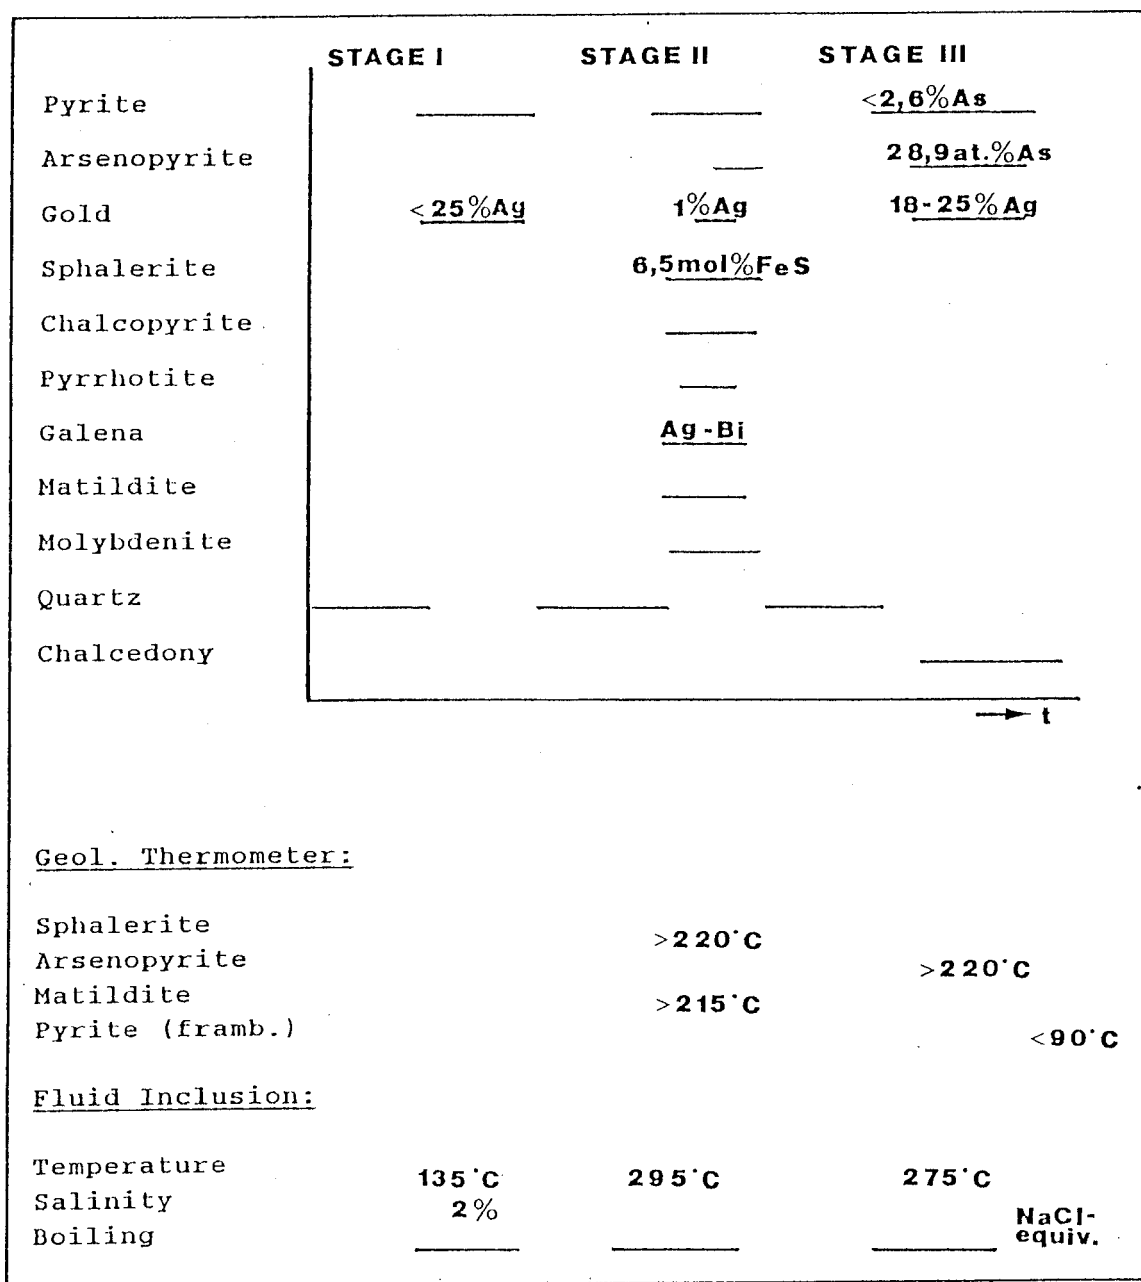 STAGE I STAGE II STAGE III
Pyrite <2,6%As
Arsenopyrite 28,9at.%As
Gold <25%Ag 1%Ag 18-25%Ag
Sphalerite 6,5mol%FeS
Chalcopyrite
Pyrrhotite
Galena Ag-Bi
Matildite
Molybdenite
Quartz
Chalcedony
t
Geol. Thermometer:
Sphalerite >220°C
Arsenopyrite >220°C
Matildite >215°C
Pyrite (framb.) <90°C
Fluid Inclusion:
Temperature 135°C 295°C 275°C
Salinity 2% NaCl-
Boiling equiv.